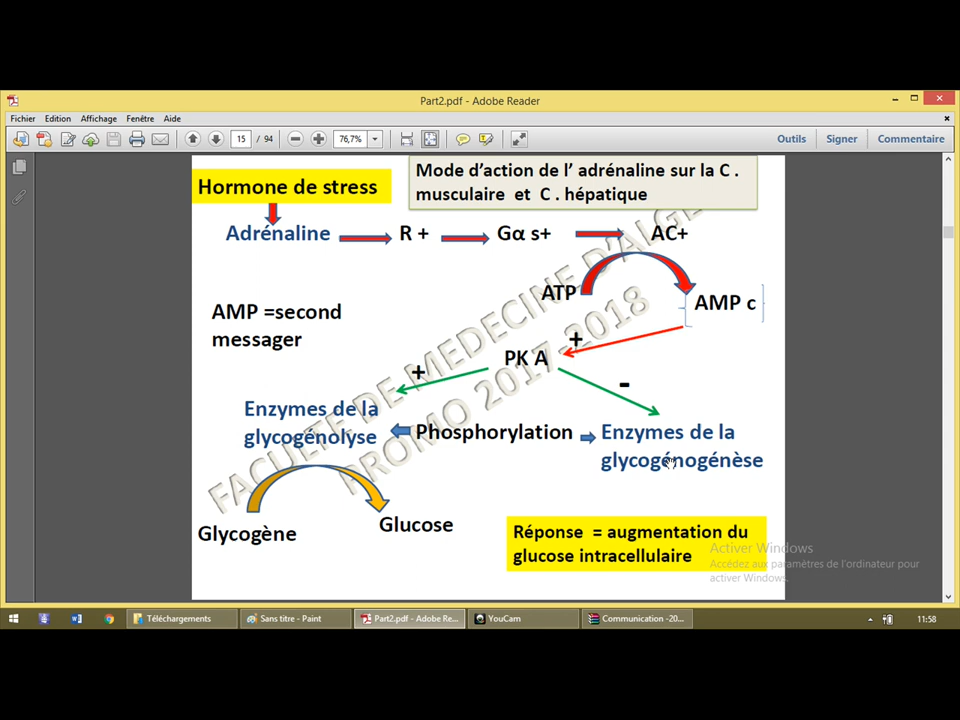 Part2.pdf - Adobe Reader
Fichier Edition Affichage Fenêtre Aide
15 / 94 76,7% Outils Signer Commentaire
Mode d'action de l' adrénaline sur la C .
musculaire et C . hépatique
Hormone de stress
Adrénaline R + Gα s+ AC+
ATP
AMP c
AMP =second
messager
+
PK A
+
-
Enzymes de la
glycogénolyse
Phosphorylation
Enzymes de la
glycogénogénèse
Glycogène
Glucose
Réponse = augmentation du
glucose intracellulaire
FACULTE DE MEDECINE D'ALGE
PROMO 2017-2018
Activer Windows
Accédez aux paramètres de l'ordinateur pour
activer Windows.
Téléchargements Sans titre - Paint Part2.pdf - Adobe Re... YouCam Communication -20... 11:58